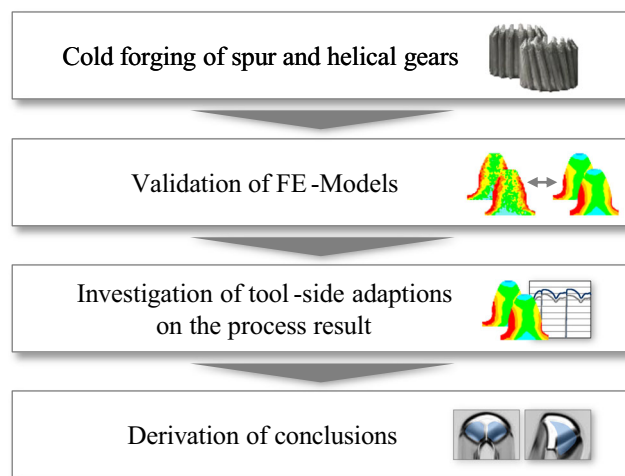 Cold forging of spur and helical gears
Validation of FE-Models
Investigation of tool-side adaptions
on the process result
Derivation of conclusions